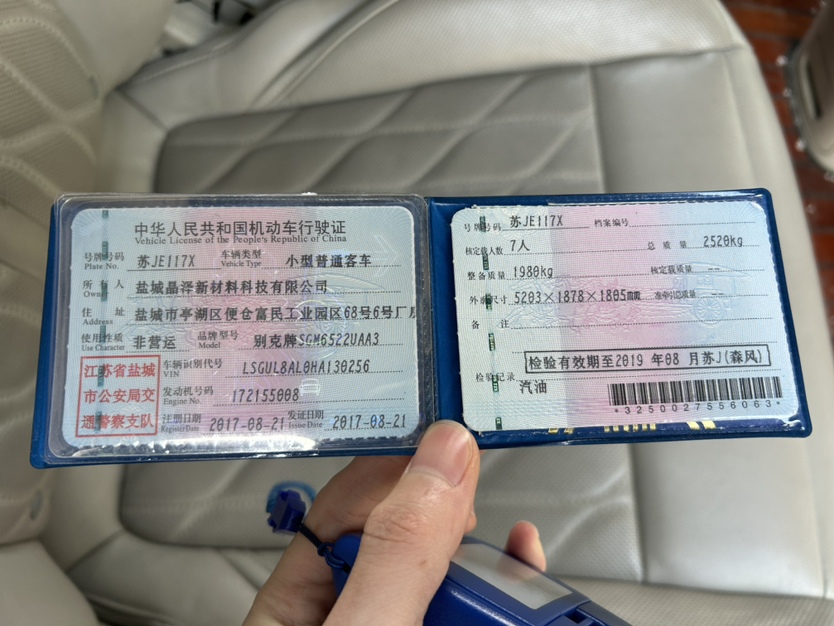 中华人民共和国机动车行驶证
Vehicle License of the People's Republic of China
号牌号码 苏JE117X 车辆类型 小型普通客车
Plate No. Vehicle Type
所有人 盐城晶泽新材料科技有限公司
Owner
住址 盐城市亭湖区便仓富民工业园区68号6号厂
Address
使用性质 非营运 品牌型号 别克牌SGM6522UAA3
Use Character Model
江苏省盐城
市公安局交
通警察支队
车辆识别代号 LSGUL8AL0HA130256
VIN
发动机号码 172155008
Engine No.
注册日期 2017-08-21 发证日期 2017-08-21
Register Date Issue Date
号牌号码 苏JE117X 档案编号
核定载人数 7人 总质量 2520kg
整备质量 1980kg 核定载质量 --
外廓尺寸 5203×1878×1805mm 准牵引总质量 --
备注
检验有效期至2019 年08 月苏J(森风)
检验记录
汽油
*3250027556063*